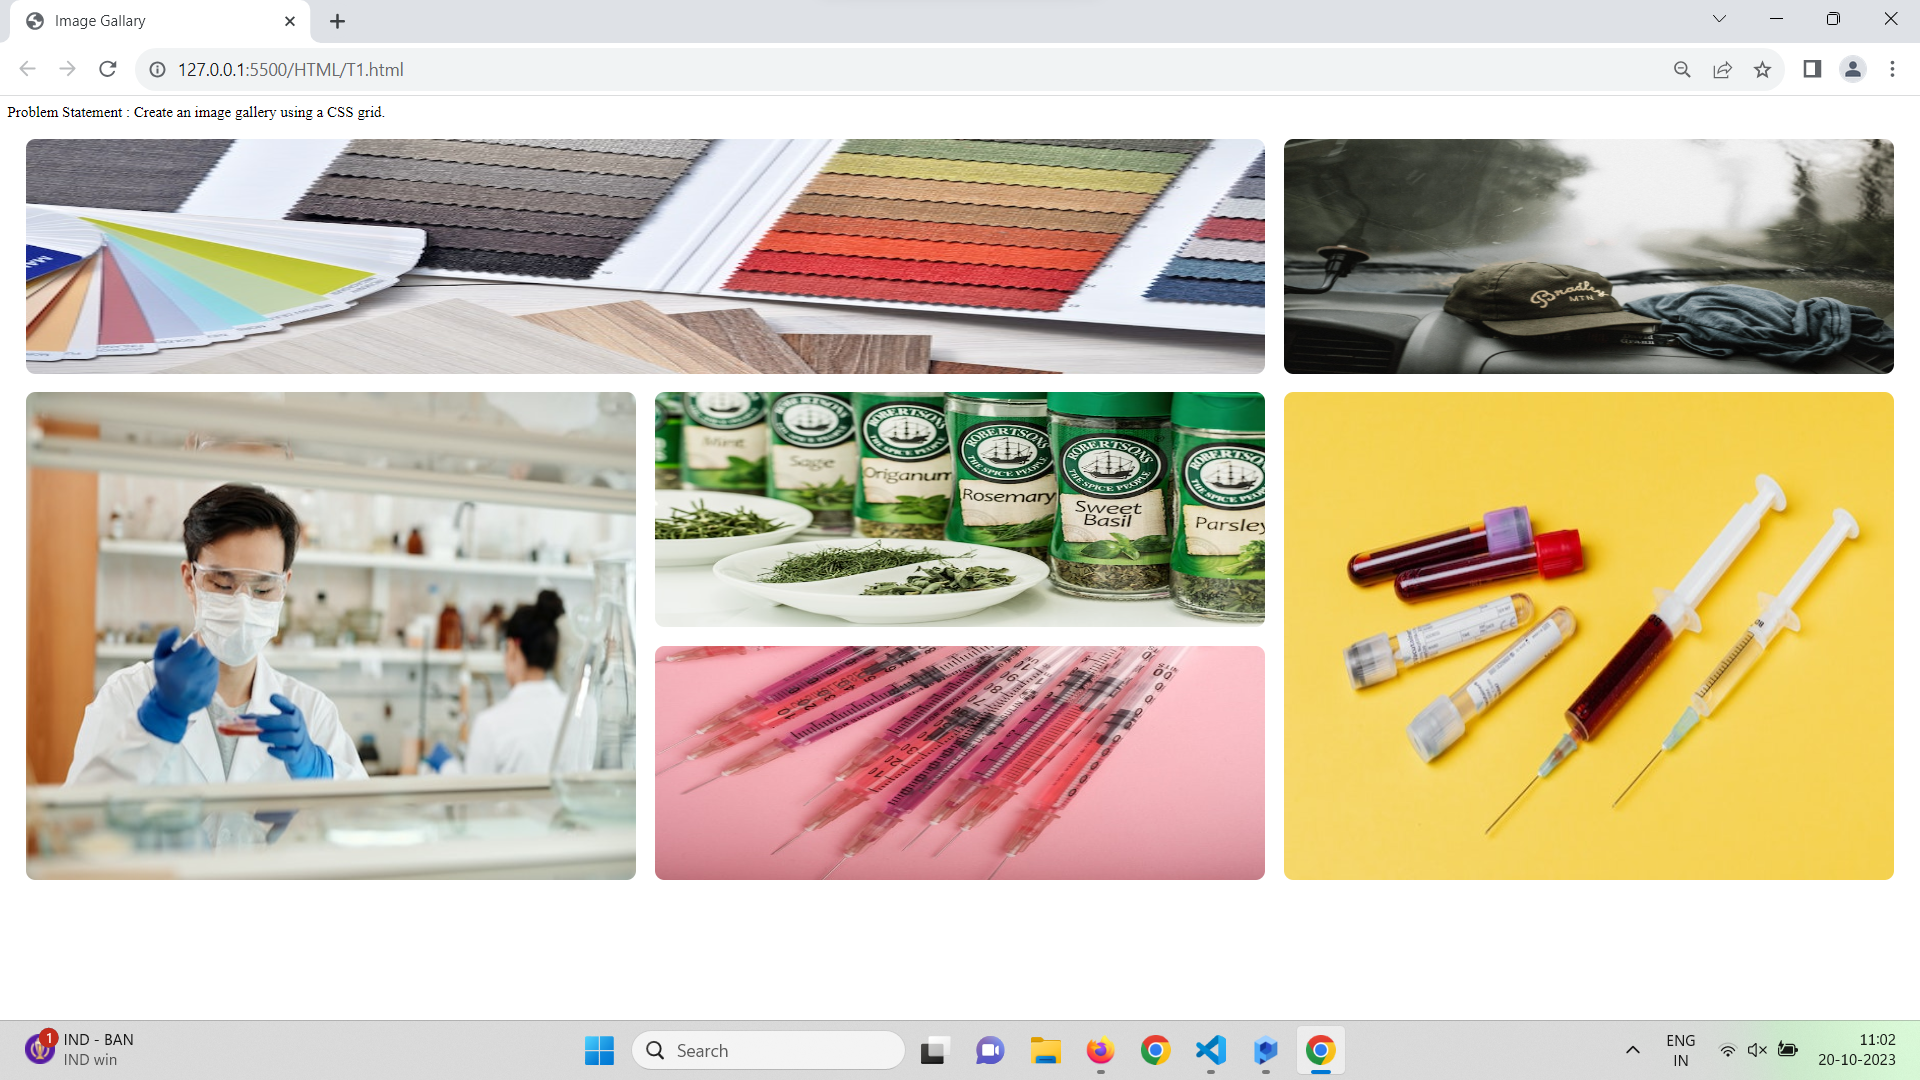 Image Gallary
127.0.0.1:5500/HTML/T1.html
Problem Statement : Create an image gallery using a CSS grid.
Bradley
MTN
ROBERTSONS
ROBERTSONS
ROBERTSONS
ROBERTSONS
ROBERTSONS
THE SPICE PEOPLE
THE SPICE PEOPLE
THE SPICE PEOPLE
Mint
Sage
Origanum
Rosemary
Sweet
Basil
Parsley
1
IND - BAN
IND win
Search
ENG
IN
11:02
20-10-2023